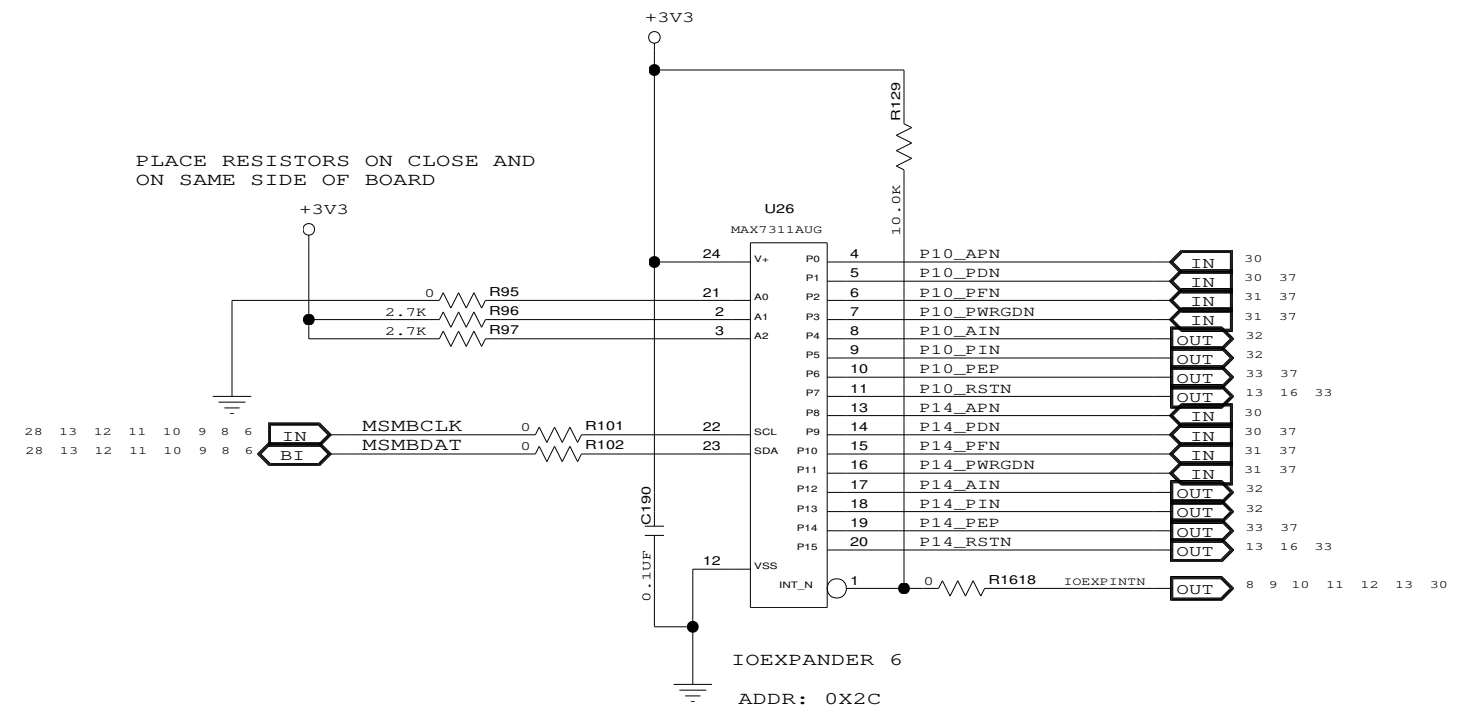 +3V3
R129
10.0K
PLACE RESISTORS ON CLOSE AND
ON SAME SIDE OF BOARD
+3V3
U26
MAX7311AUG
24 V+ P0 4 P10_APN IN 30
P1 5 P10_PDN IN 30 37
0 R95 21 A0 P2 6 P10_PFN IN 31 37
2.7K R96 2 A1 P3 7 P10_PWRGDN IN 31 37
2.7K R97 3 A2 P4 8 P10_AIN OUT 32
P5 9 P10_PIN OUT 32
P6 10 P10_PEP OUT 33 37
P7 11 P10_RSTN OUT 13 16 33
P8 13 P14_APN IN 30
28 13 12 11 10 9 8 6 IN MSMBCLK 0 R101 22 SCL P9 14 P14_PDN IN 30 37
28 13 12 11 10 9 8 6 BI MSMBDAT 0 R102 23 SDA P10 15 P14_PFN IN 31 37
P11 16 P14_PWRGDN IN 31 37
P12 17 P14_AIN OUT 32
P13 18 P14_PIN OUT 32
P14 19 P14_PEP OUT 33 37
P15 20 P14_RSTN OUT 13 16 33
C190
0.1UF
12 VSS
INT_N 1 0 R1618 IOEXPINTN OUT 8 9 10 11 12 13 30
IOEXPANDER 6
ADDR: 0X2C